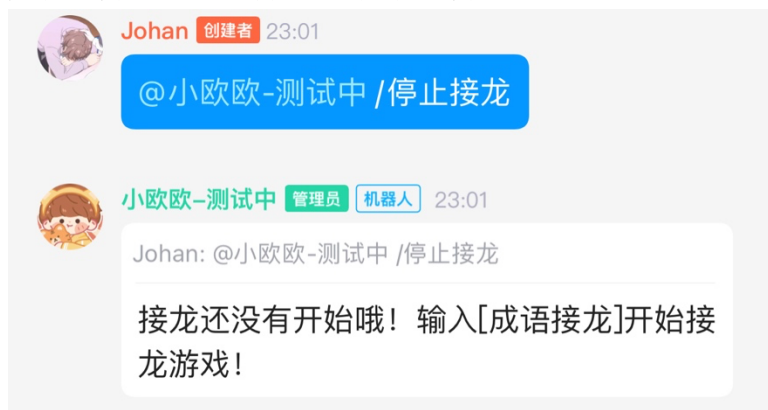 Johan 创建者 23:01
@小欧欧-测试中 /停止接龙
小欧欧-测试中 管理员 机器人 23:01
Johan: @小欧欧-测试中 /停止接龙
接龙还没有开始哦！输入[成语接龙]开始接
龙游戏！